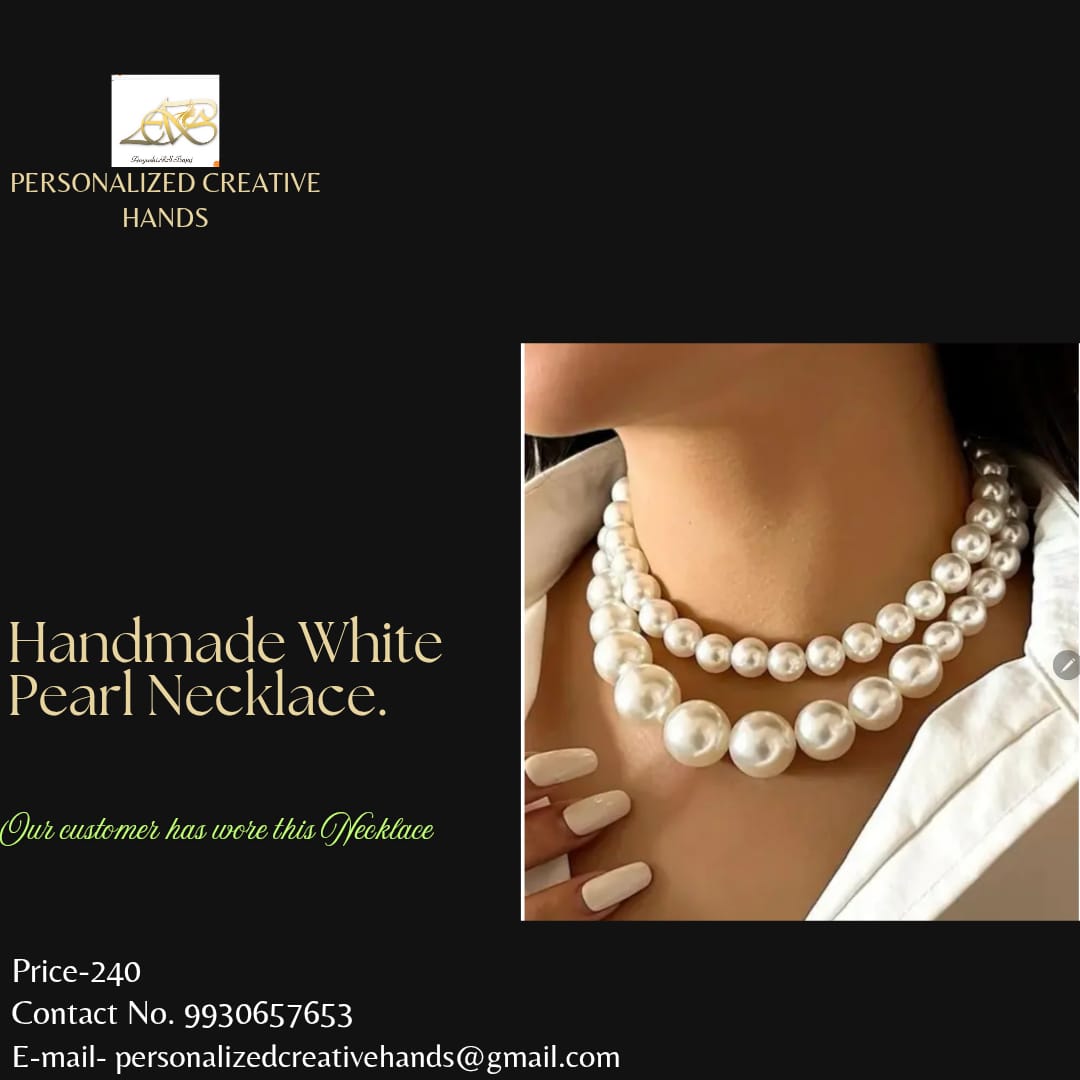 PERSONALIZED CREATIVE
HANDS
Handmade White
Pearl Necklace.
Our customer has wore this Necklace
Price-240
Contact No. 9930657653
E-mail- personalizedcreativehands@gmail.com